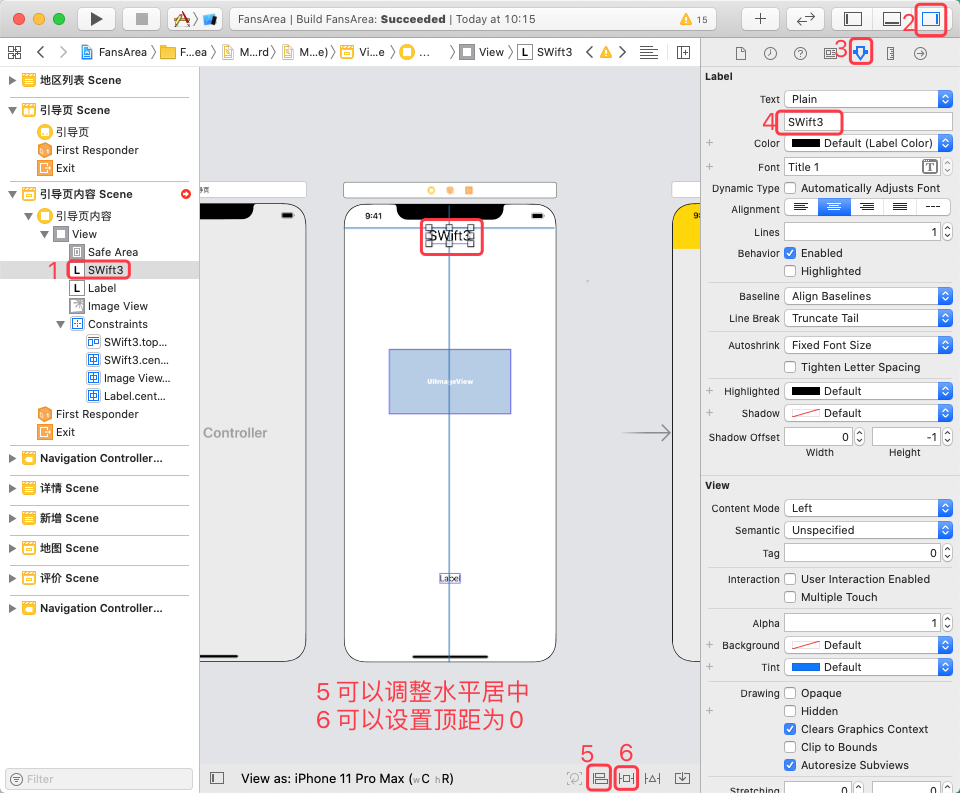 FansArea | Build FansArea: Succeeded | Today at 10:15
15
2
FansArea
F...ea
M...rd)
M...e)
Vi...e
...
View
L SWift3
3
地区列表 Scene
引导页 Scene
引导页
First Responder
Exit
引导页内容 Scene
引导页内容
View
Safe Area
1
L SWift3
L Label
Image View
Constraints
SWift3.top...
SWift3.cen...
Image View...
Label.cent...
First Responder
Exit
Navigation Controller...
详情 Scene
新增 Scene
地图 Scene
评价 Scene
Navigation Controller...
Filter
Controller
9:41
SWift3
UIImageView
Label
5 可以调整水平居中
6 可以设置顶距为0
5
6
View as: iPhone 11 Pro Max (wC hR)
Label
Text Plain
4 SWift3
Color Default (Label Color)
Font Title 1
Dynamic Type Automatically Adjusts Font
Alignment
Lines 1
Behavior Enabled
Highlighted
Baseline Align Baselines
Line Break Truncate Tail
Autoshrink Fixed Font Size
Tighten Letter Spacing
Highlighted Default
Shadow Default
Shadow Offset 0 -1
Width Height
View
Content Mode Left
Semantic Unspecified
Tag 0
Interaction User Interaction Enabled
Multiple Touch
Alpha 1
Background Default
Tint Default
Drawing Opaque
Hidden
Clears Graphics Context
Clip to Bounds
Autoresize Subviews
Stretching 0 0